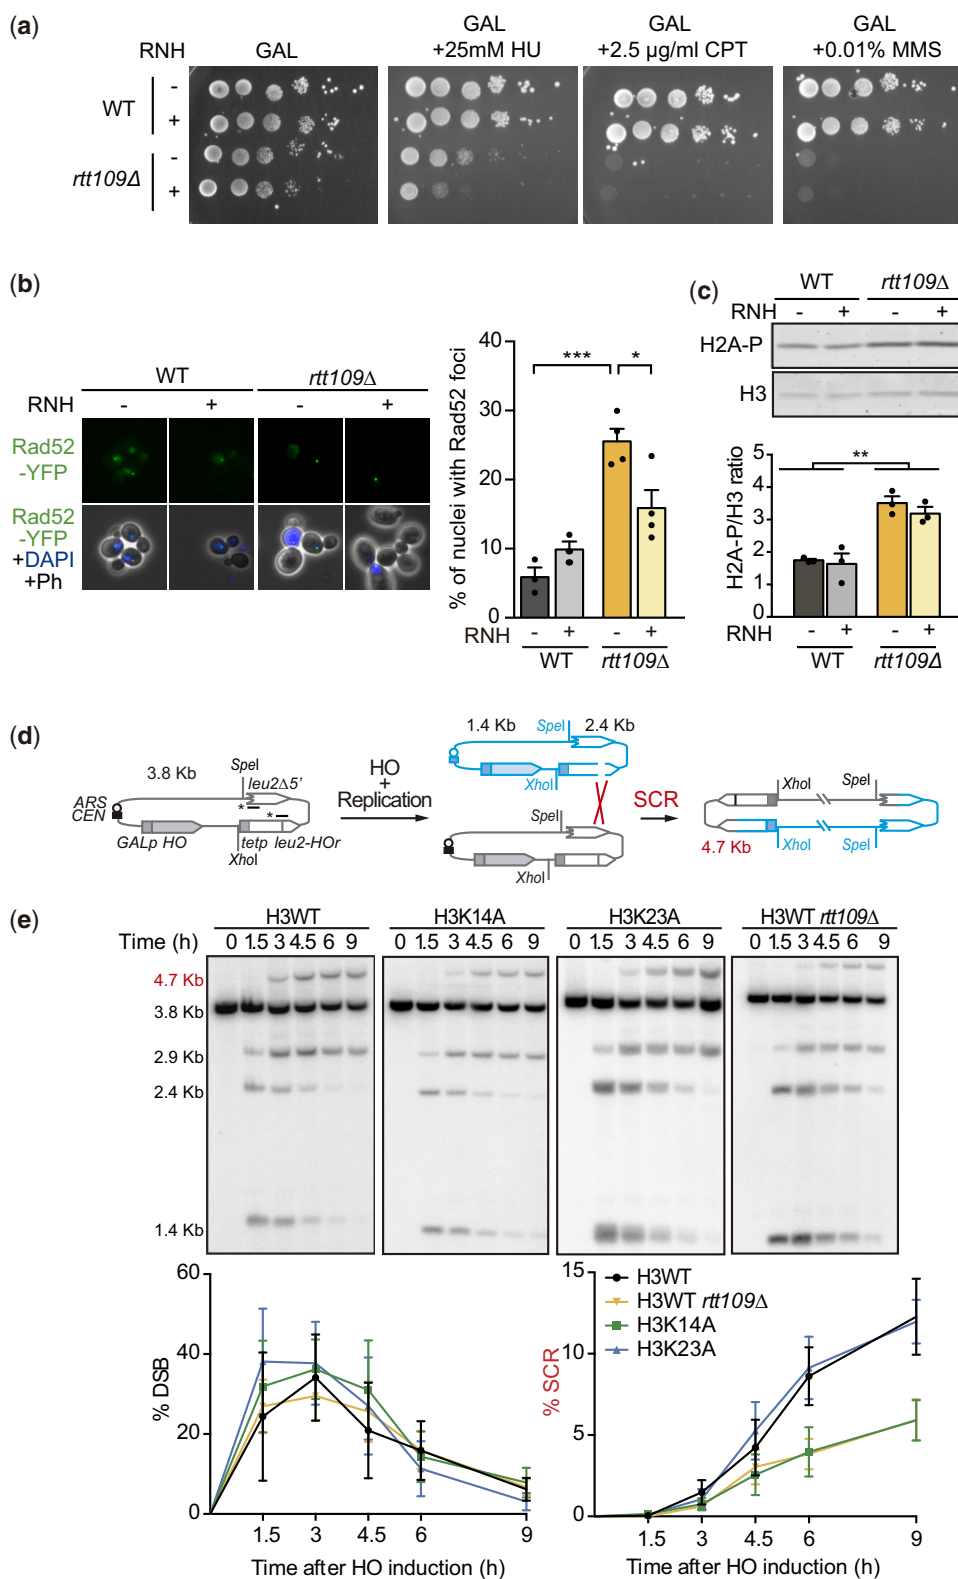 (a)
RNH
GAL
GAL
+25mM HU
GAL
+2.5 µg/ml CPT
GAL
+0.01% MMS
WT
-
+
rtt109Δ
-
+
(b)
WT
rtt109Δ
RNH
-
+
-
+
Rad52
-YFP
Rad52
-YFP
+DAPI
+Ph
% of nuclei with Rad52 foci
40
30
20
10
0
***
*
RNH
-
+
-
+
WT
rtt109Δ
(c)
WT
rtt109Δ
RNH
-
+
-
+
H2A-P
H3
H2A-P/H3 ratio
5
4
3
2
1
0
**
RNH
-
+
-
+
WT
rtt109Δ
(d)
3.8 Kb
SpeI
leu2Δ5'
ARS
CEN
*
*
GALp HO
tetp leu2-HOr
XhoI
HO
+
Replication
1.4 Kb
SpeI
2.4 Kb
XhoI
SpeI
XhoI
SCR
XhoI
SpeI
4.7 Kb
XhoI
SpeI
(e)
H3WT
H3K14A
H3K23A
H3WT rtt109Δ
Time (h)
0 1.5 3 4.5 6 9
0 1.5 3 4.5 6 9
0 1.5 3 4.5 6 9
0 1.5 3 4.5 6 9
4.7 Kb
3.8 Kb
2.9 Kb
2.4 Kb
1.4 Kb
% DSB
60
40
20
0
1.5 3 4.5 6 9
Time after HO induction (h)
% SCR
15
10
5
0
H3WT
H3WT rtt109Δ
H3K14A
H3K23A
1.5 3 4.5 6 9
Time after HO induction (h)